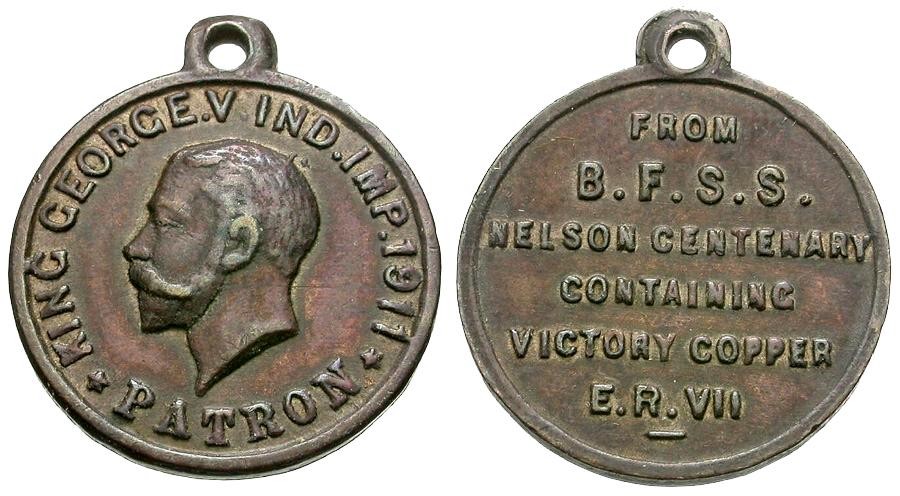 KING GEORGE.V IND.IMP.1911
PATRON
FROM
B.F.S.S.
NELSON CENTENARY
CONTAINING
VICTORY COPPER
E.R.VII